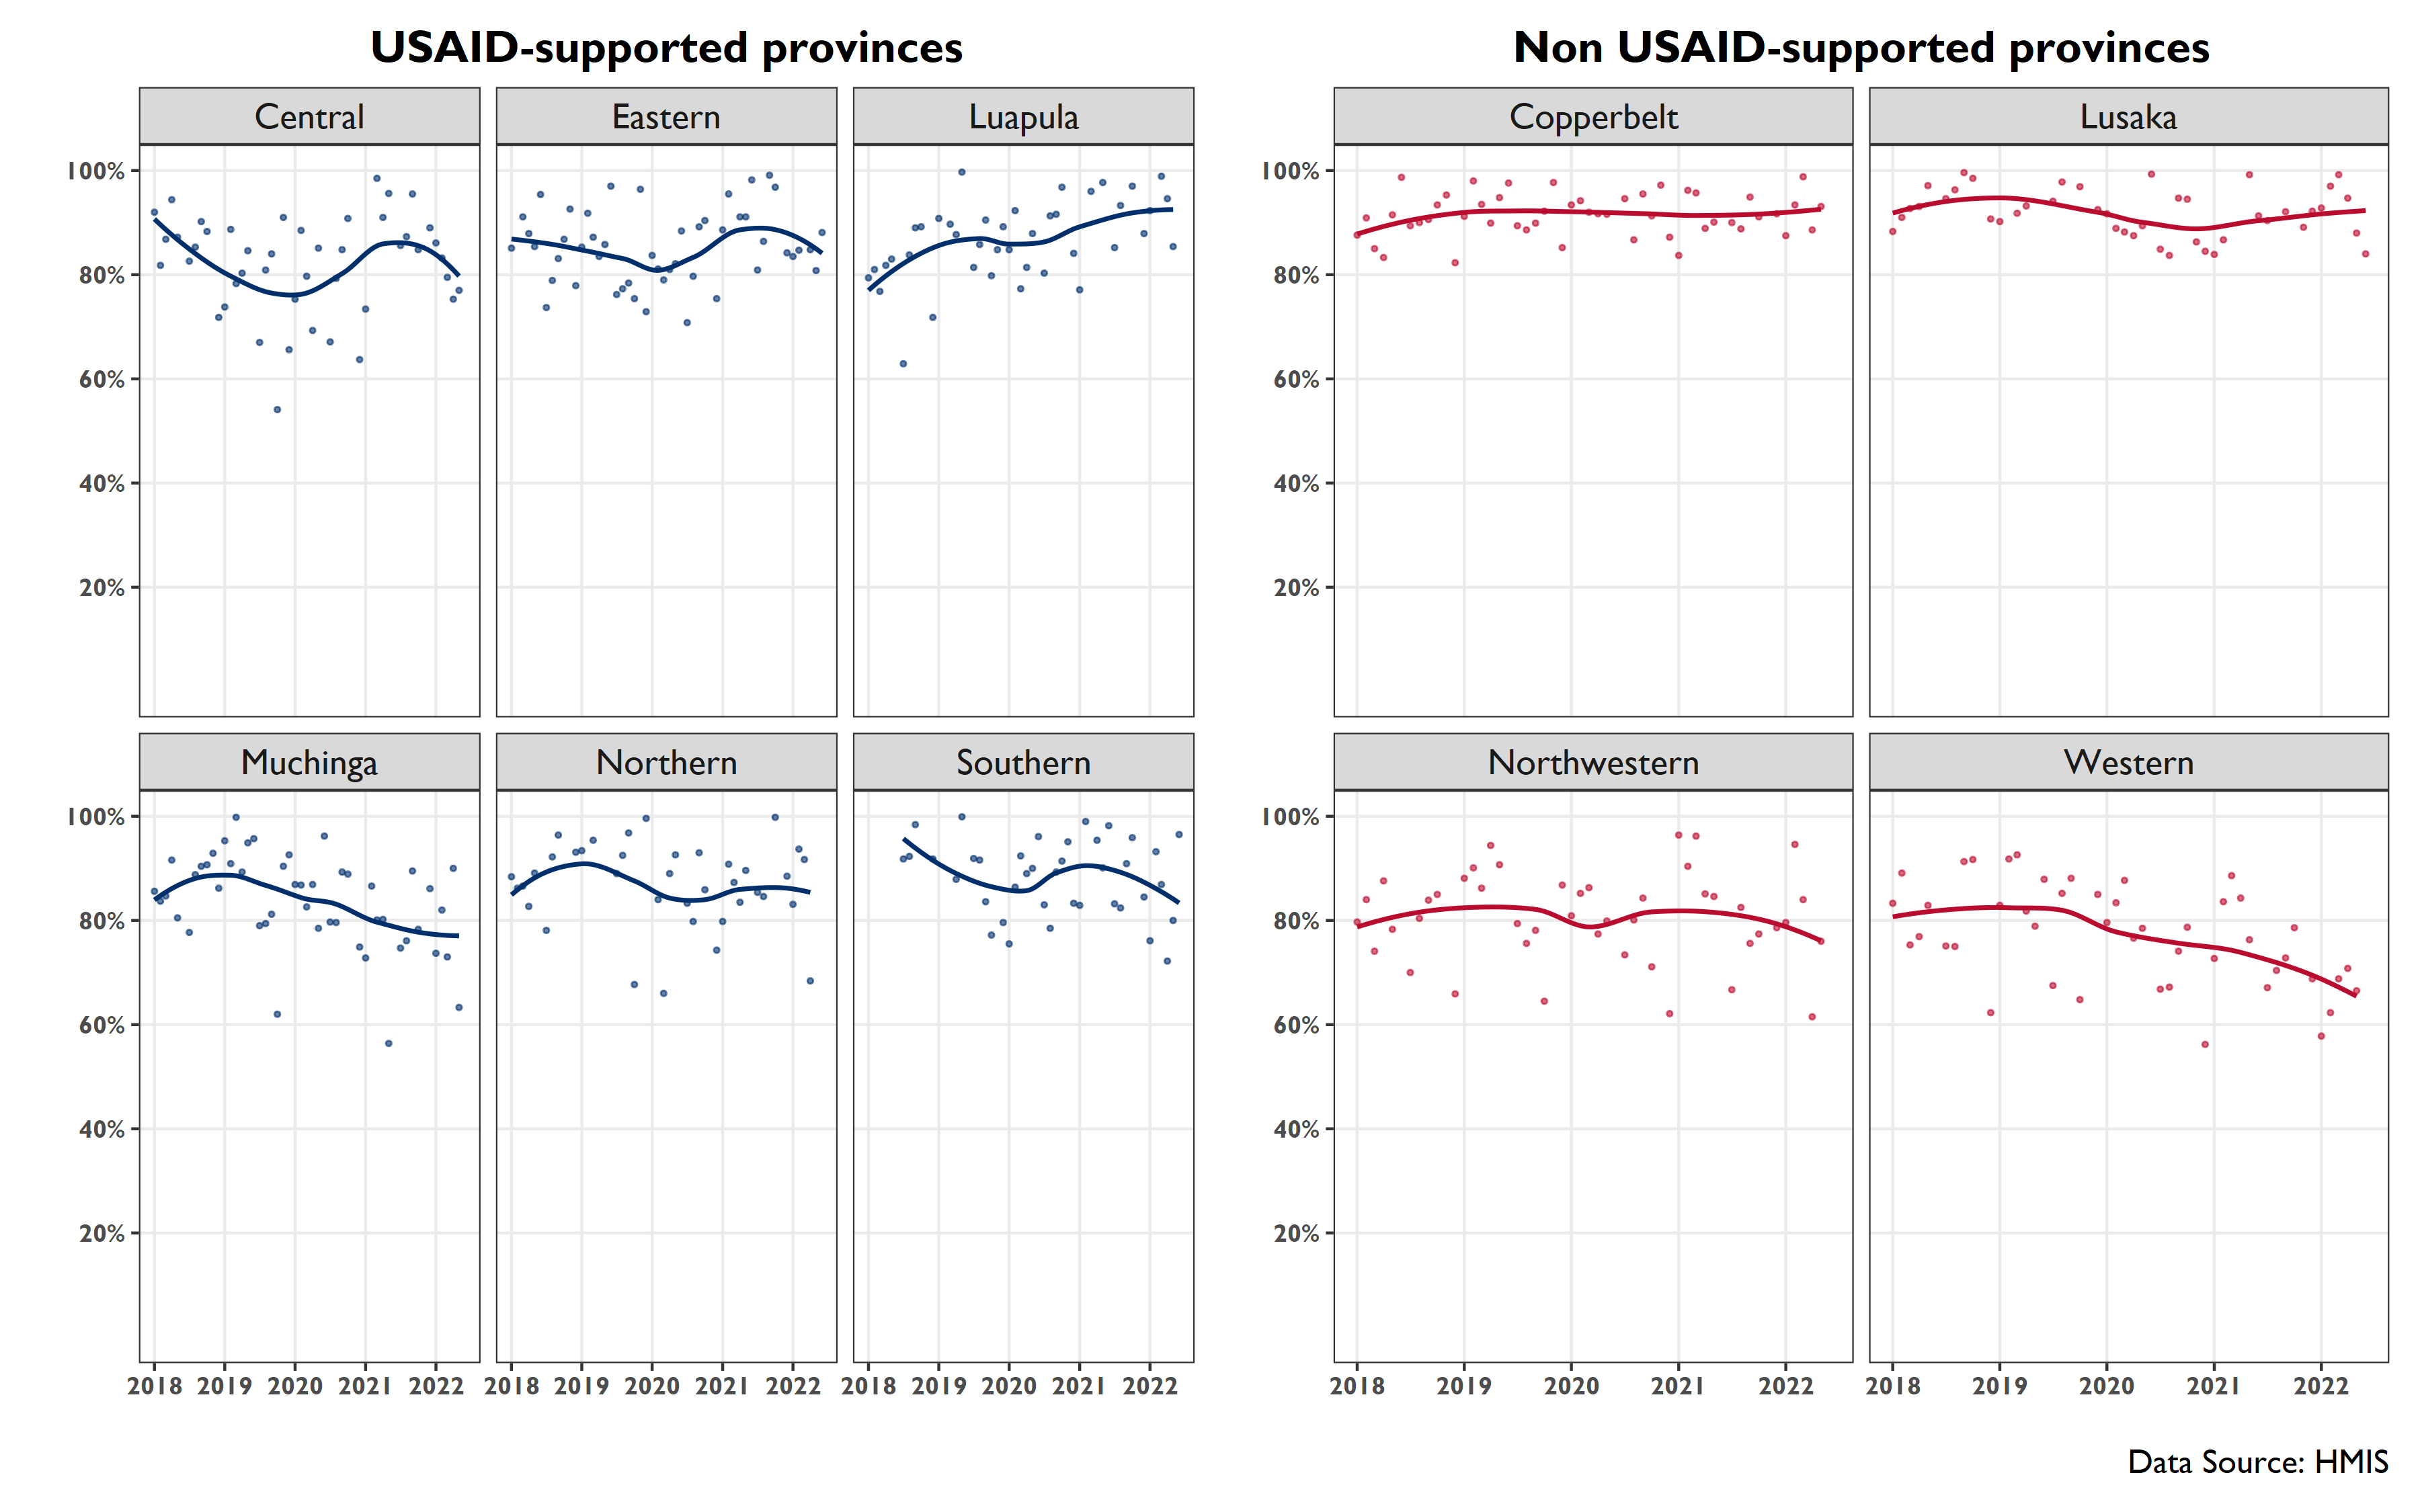 USAID-supported provinces
Non USAID-supported provinces
Central
Eastern
Luapula
Copperbelt
Lusaka
100%
80%
60%
40%
20%
100%
80%
60%
40%
20%
Muchinga
Northern
Southern
Northwestern
Western
100%
80%
60%
40%
20%
100%
80%
60%
40%
20%
2018 2019 2020 2021 2022 2018 2019 2020 2021 2022 2018 2019 2020 2021 2022
2018 2019 2020 2021 2022 2018 2019 2020 2021 2022
Data Source: HMIS